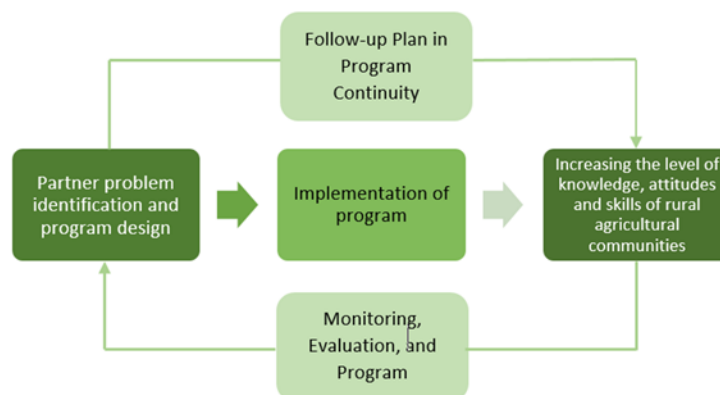 Follow-up Plan in
Program
Continuity
Partner problem
identification and
program design
Implementation of
program
Increasing the level of
knowledge, attitudes
and skills of rural
agricultural
communities
Monitoring,
Evaluation, and
Program